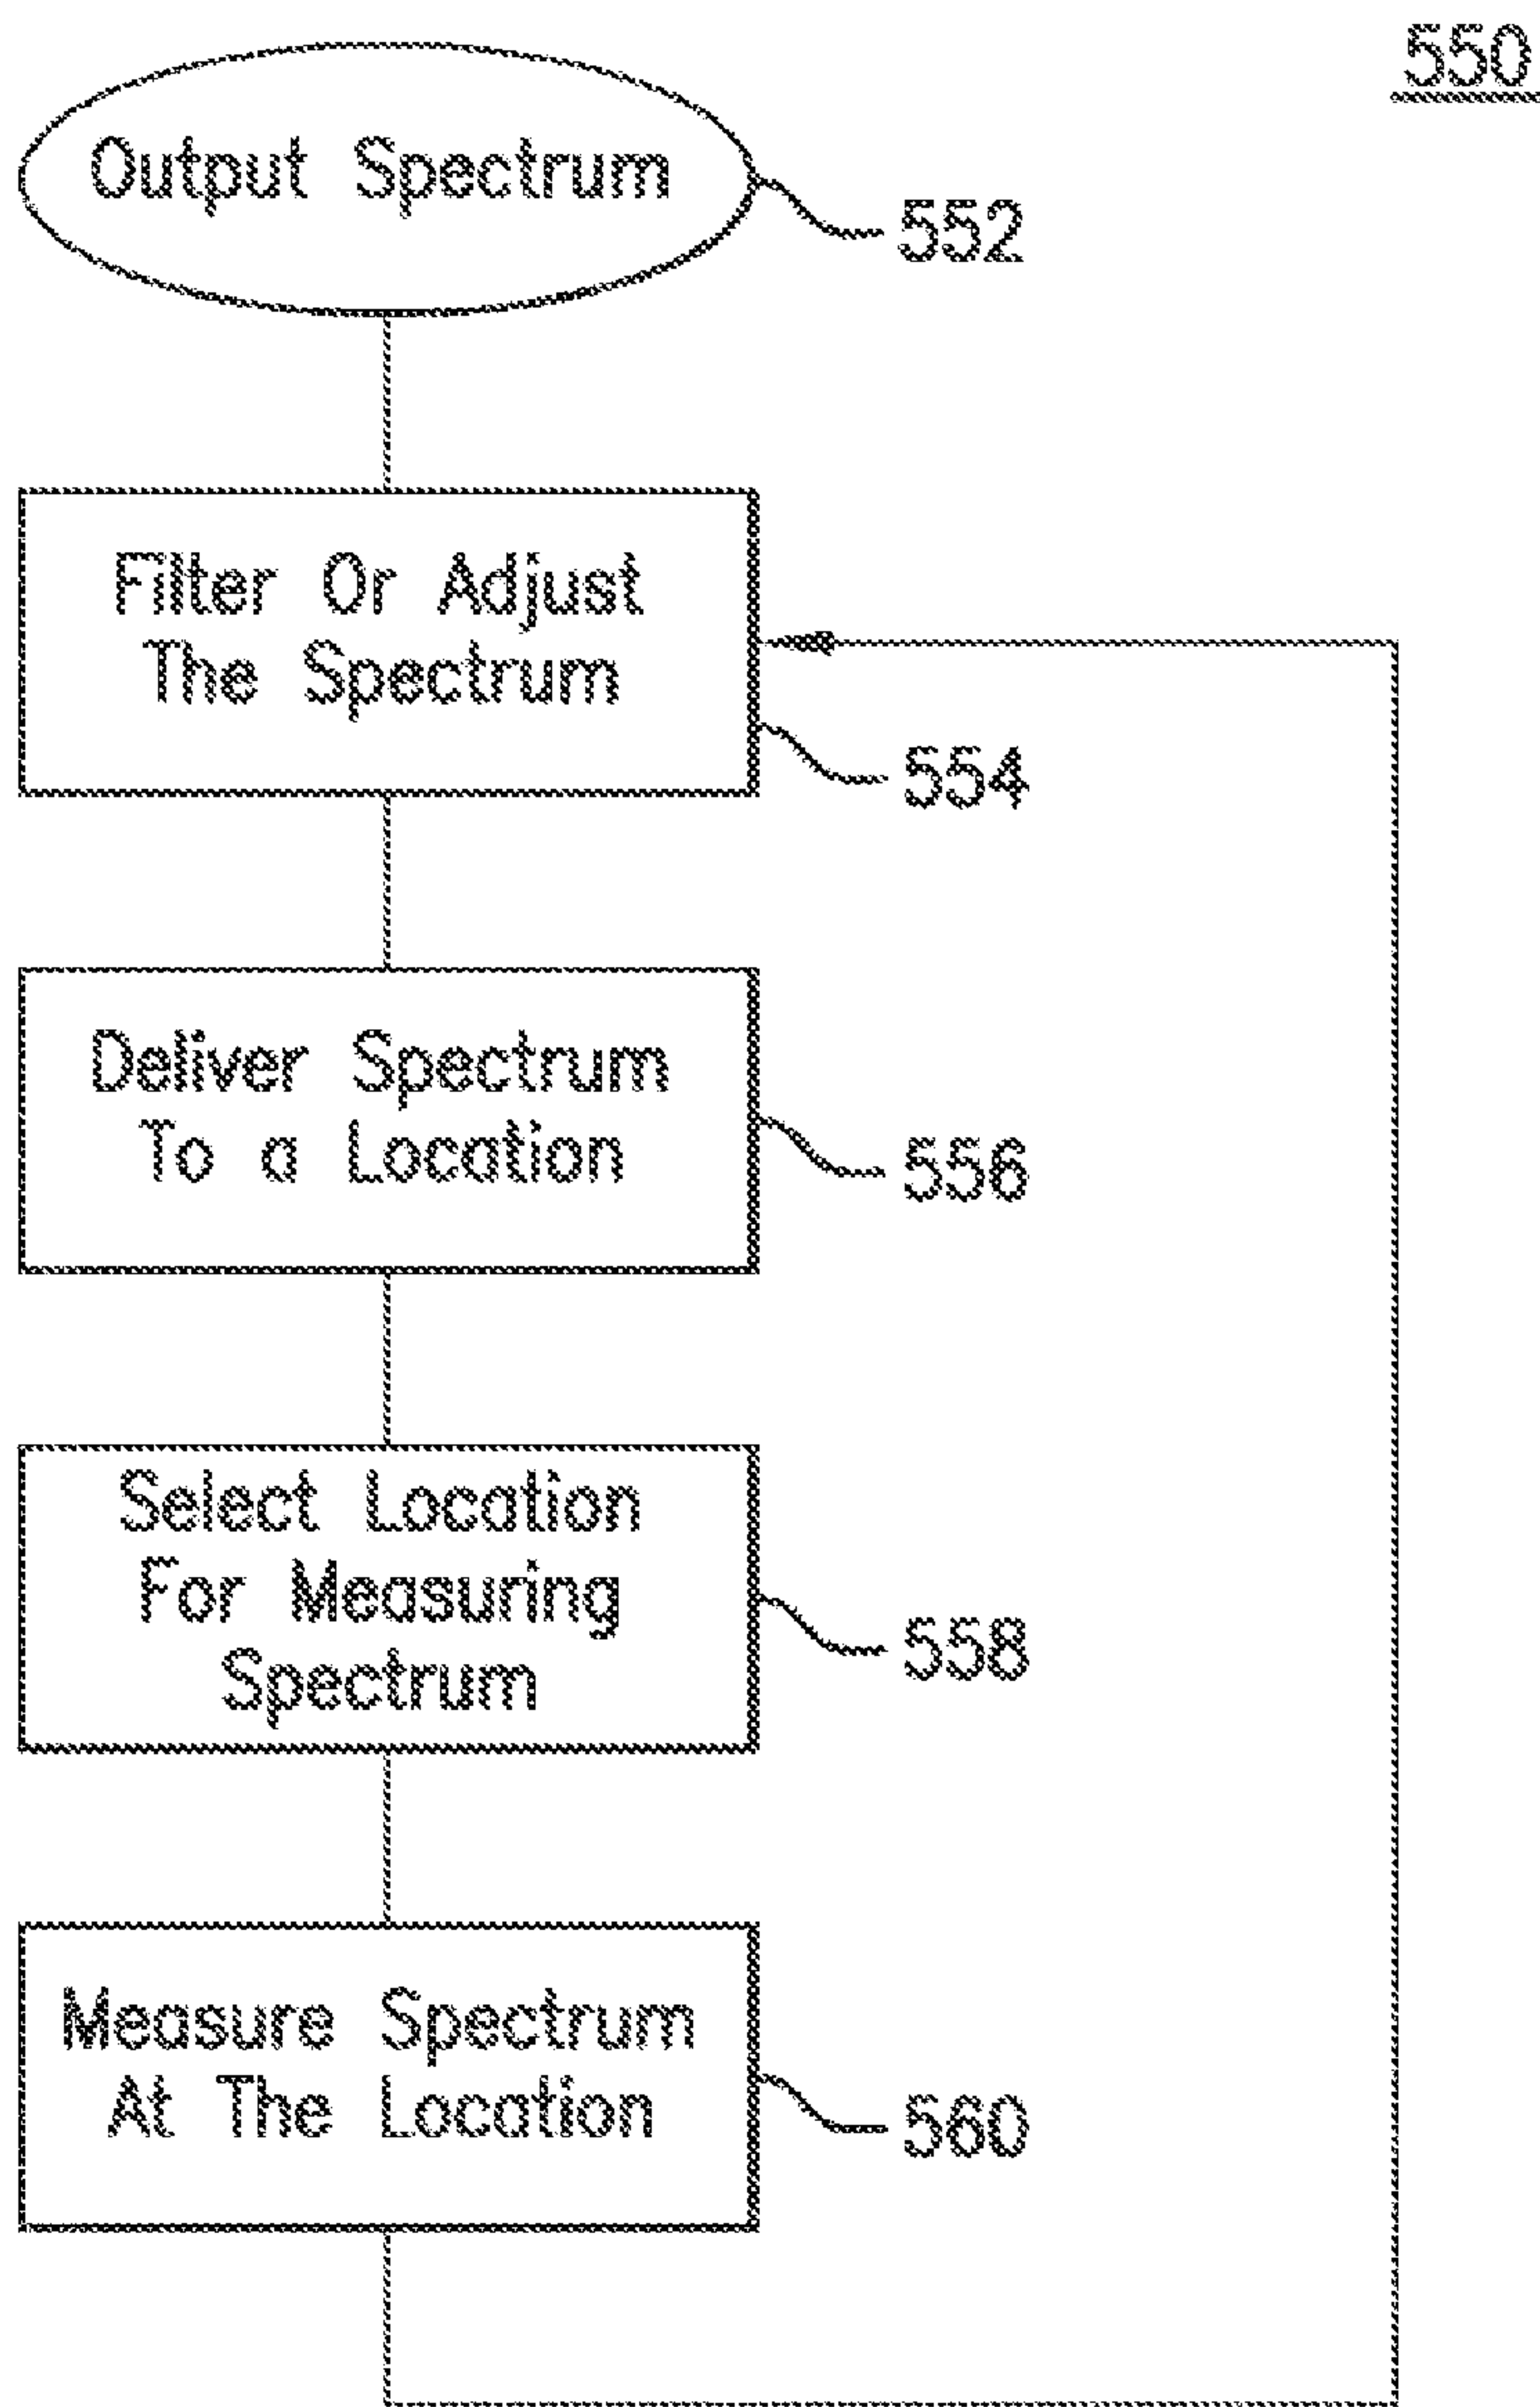 550
Output Spectrum
552
Filter Or Adjust
The Spectrum
554
Deliver Spectrum
To a Location
556
Select Location
For Measuring
Spectrum
558
Measure Spectrum
At The Location
560